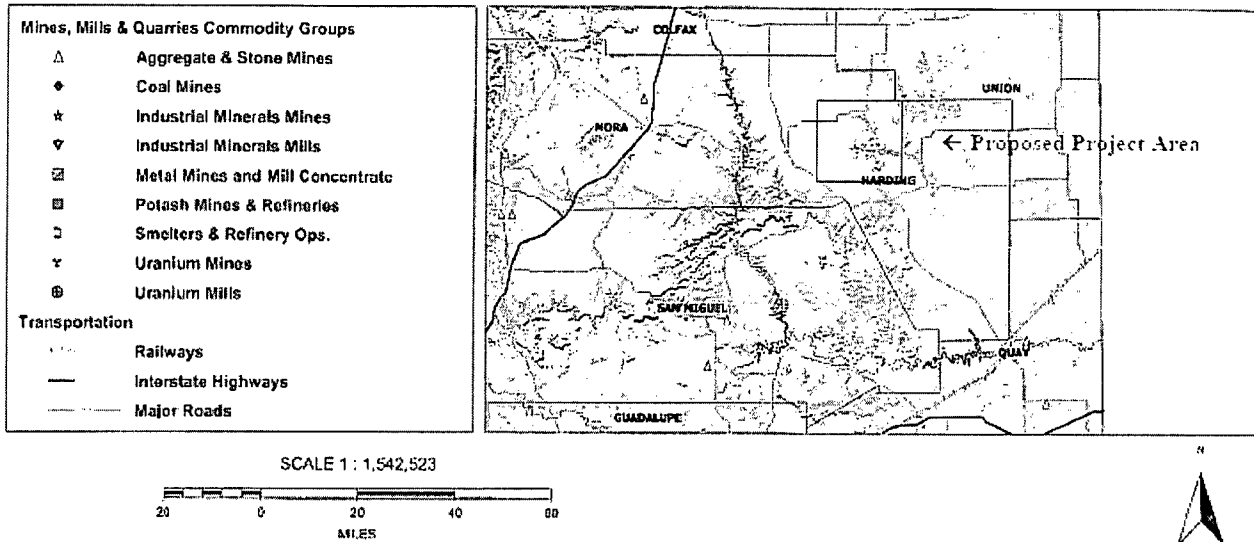 Mines, Mills & Quarries Commodity Groups
Aggregate & Stone Mines
Coal Mines
Industrial Minerals Mines
Industrial Minerals Mills
Metal Mines and Mill Concentrate
Potash Mines & Refineries
Smelters & Refinery Ops.
Uranium Mines
Uranium Mills
Transportation
Railways
Interstate Highways
Major Roads
COLFAX
UNION
MORA
← Proposed Project Area
HARDING
SAN MIGUEL
QUAY
GUADALUPE
SCALE 1 : 1,542,523
20 0 20 40 60
MILES
N